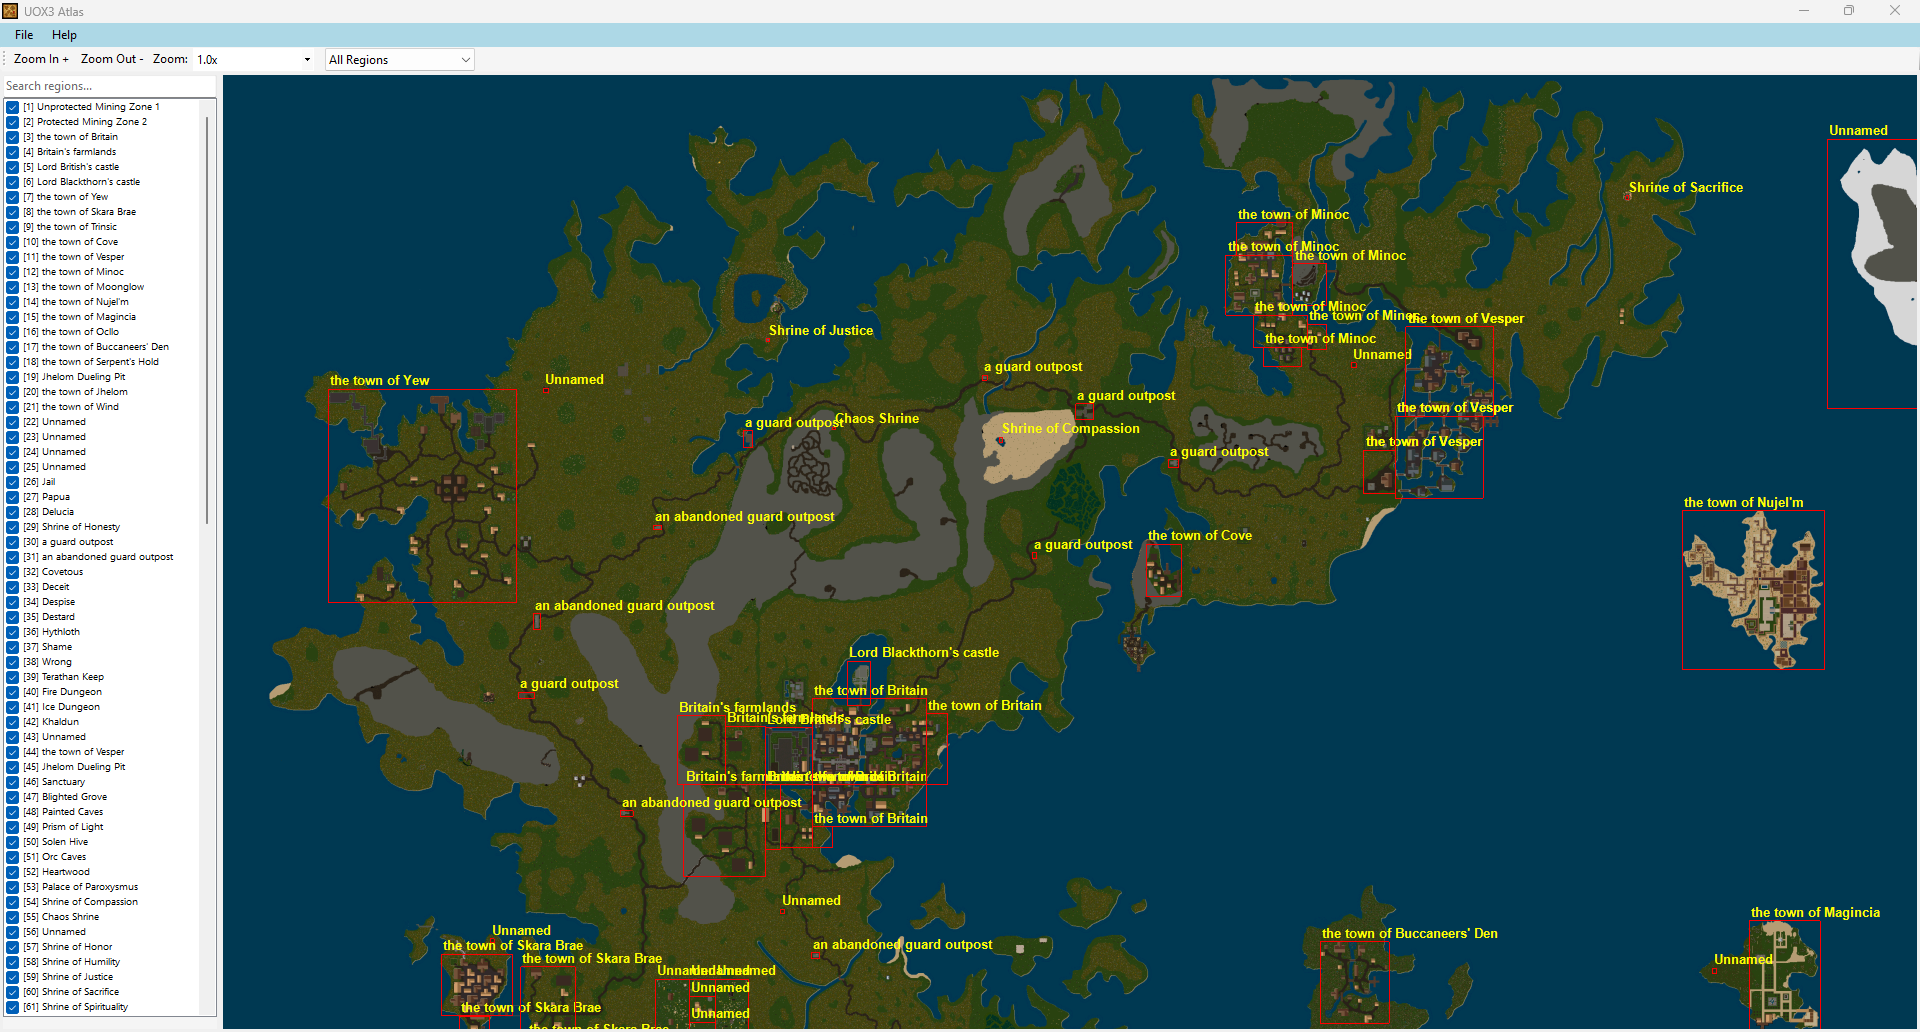 UOX3 Atlas
File Help
Zoom In + Zoom Out - Zoom: 1.0x All Regions
Search regions...
[1] Unprotected Mining Zone 1
[2] Protected Mining Zone 2
[3] the town of Britain
[4] Britain's farmlands
[5] Lord British's castle
[6] Lord Blackthorn's castle
[7] the town of Yew
[8] the town of Skara Brae
[9] the town of Trinsic
[10] the town of Cove
[11] the town of Vesper
[12] the town of Minoc
[13] the town of Moonglow
[14] the town of Nujel'm
[15] the town of Magincia
[16] the town of Ocllo
[17] the town of Buccaneers' Den
[18] the town of Serpent's Hold
[19] Jhelom Dueling Pit
[20] the town of Jhelom
[21] the town of Wind
[22] Unnamed
[23] Unnamed
[24] Unnamed
[25] Unnamed
[26] Jail
[27] Papua
[28] Delucia
[29] Shrine of Honesty
[30] a guard outpost
[31] an abandoned guard outpost
[32] Covetous
[33] Deceit
[34] Despise
[35] Destard
[36] Hythloth
[37] Shame
[38] Wrong
[39] Terathan Keep
[40] Fire Dungeon
[41] Ice Dungeon
[42] Khaldun
[43] Unnamed
[44] the town of Vesper
[45] Jhelom Dueling Pit
[46] Sanctuary
[47] Blighted Grove
[48] Painted Caves
[49] Prism of Light
[50] Solen Hive
[51] Orc Caves
[52] Heartwood
[53] Palace of Paroxysmus
[54] Shrine of Compassion
[55] Chaos Shrine
[56] Unnamed
[57] Shrine of Honor
[58] Shrine of Humility
[59] Shrine of Justice
[60] Shrine of Sacrifice
[61] Shrine of Spirituality
Unnamed
Shrine of Sacrifice
the town of Minoc
the town of Minoc
the town of Minoc
the town of Minoc
the town of Minoc
the town of Vesper
Shrine of Justice
the town of Minoc
Unnamed
a guard outpost
the town of Yew
Unnamed
a guard outpost
the town of Vesper
Chaos Shrine
a guard outpost
Shrine of Compassion
the town of Vesper
a guard outpost
the town of Nujel'm
an abandoned guard outpost
the town of Cove
a guard outpost
an abandoned guard outpost
Lord Blackthorn's castle
a guard outpost
the town of Britain
the town of Britain
Britain's farmlands
Britain's farmlands
Lord British's castle
Britain's farm
Britain
an abandoned guard outpost
the town of Britain
Unnamed
the town of Magincia
Unnamed
the town of Buccaneers' Den
the town of Skara Brae
an abandoned guard outpost
the town of Skara Brae
Unnamed
Unnamed
Unnamed
Unnamed
the town of Skara Brae
Unnamed
the town of Skara Brae